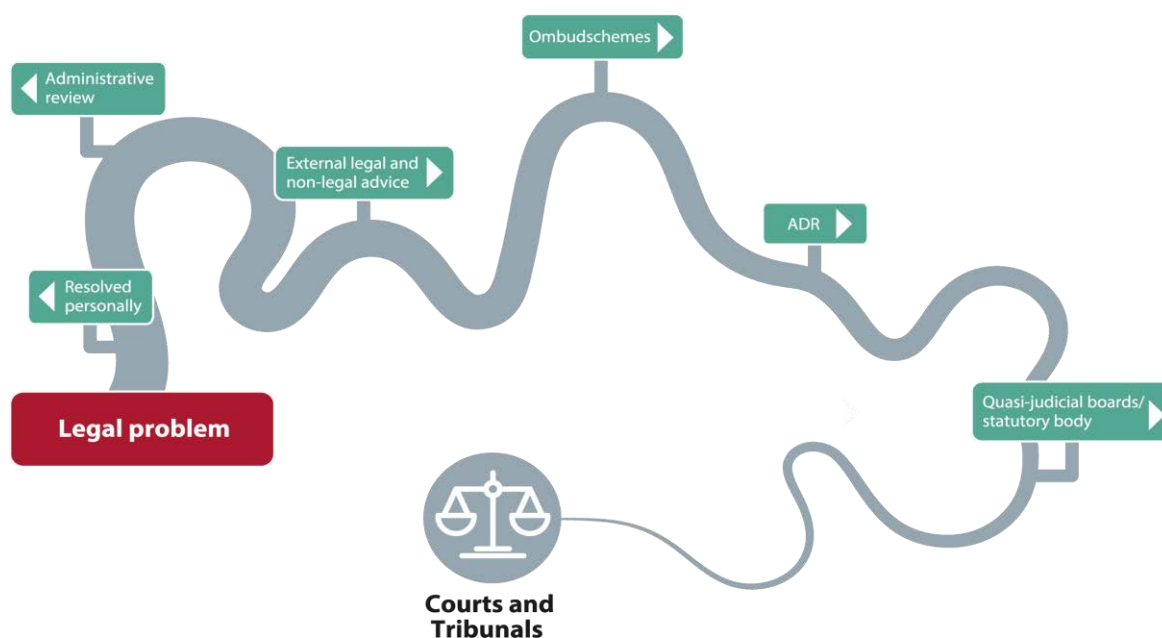 Ombudschemes
Administrative
review
External legal and
non-legal advice
ADR
Resolved
personally
Quasi-judicial boards/
statutory body
Legal problem
Courts and
Tribunals